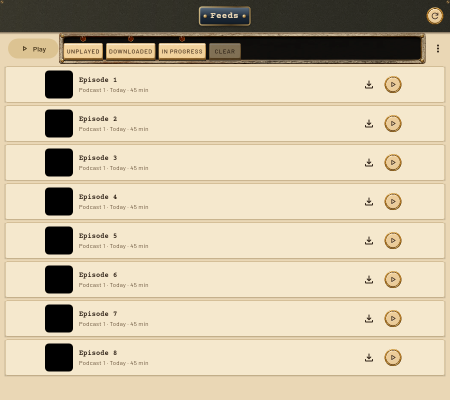 Feeds
Play
UNPLAYED DOWNLOADED IN PROGRESS CLEAR
Episode 1
Podcast 1 · Today · 45 min
Episode 2
Podcast 1 · Today · 45 min
Episode 3
Podcast 1 · Today · 45 min
Episode 4
Podcast 1 · Today · 45 min
Episode 5
Podcast 1 · Today · 45 min
Episode 6
Podcast 1 · Today · 45 min
Episode 7
Podcast 1 · Today · 45 min
Episode 8
Podcast 1 · Today · 45 min